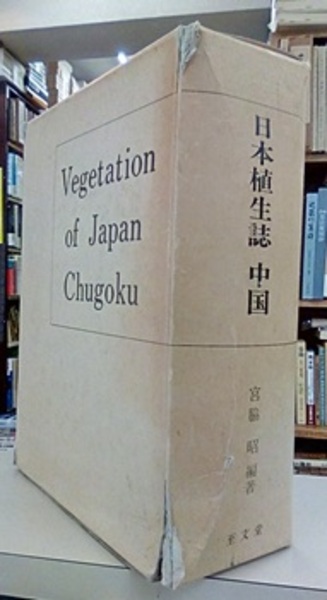 Vegetation
of Japan
Chugoku
日本植生誌 中国
宮脇 昭 編著
至文堂